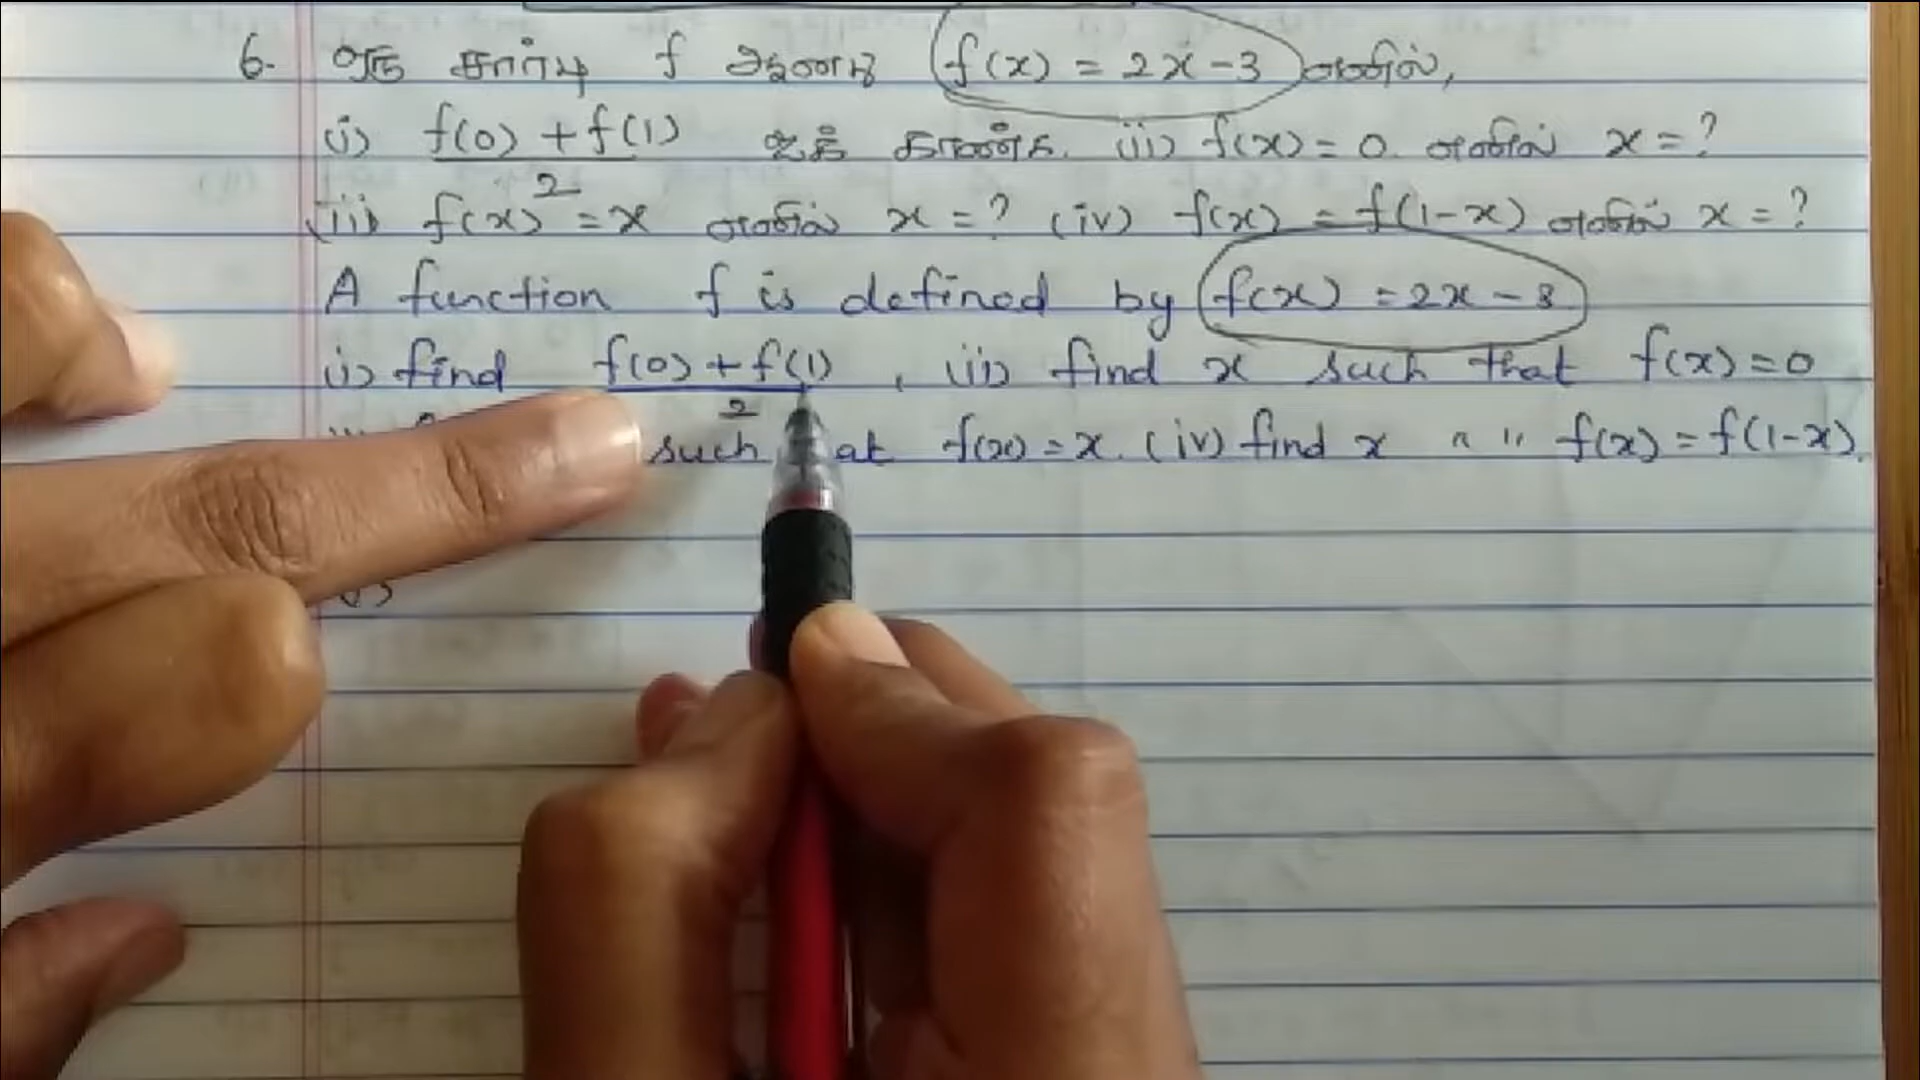 6. ஒரு சார்பு f ஆனது f(x) = 2x - 3 எனில்,
(i) f(0) + f(1) ஐக் காண்க. (ii) f(x) = 0. எனில் x = ?
2
(iii) f(x) = x எனில் x = ? (iv) f(x) = f(1-x) எனில் x = ?
A function f is defined by f(x) = 2x - 3
(i) find f(0) + f(1), (ii) find x such that f(x) = 0
2
such at f(x) = x. (iv) find x " " f(x) = f(1-x).